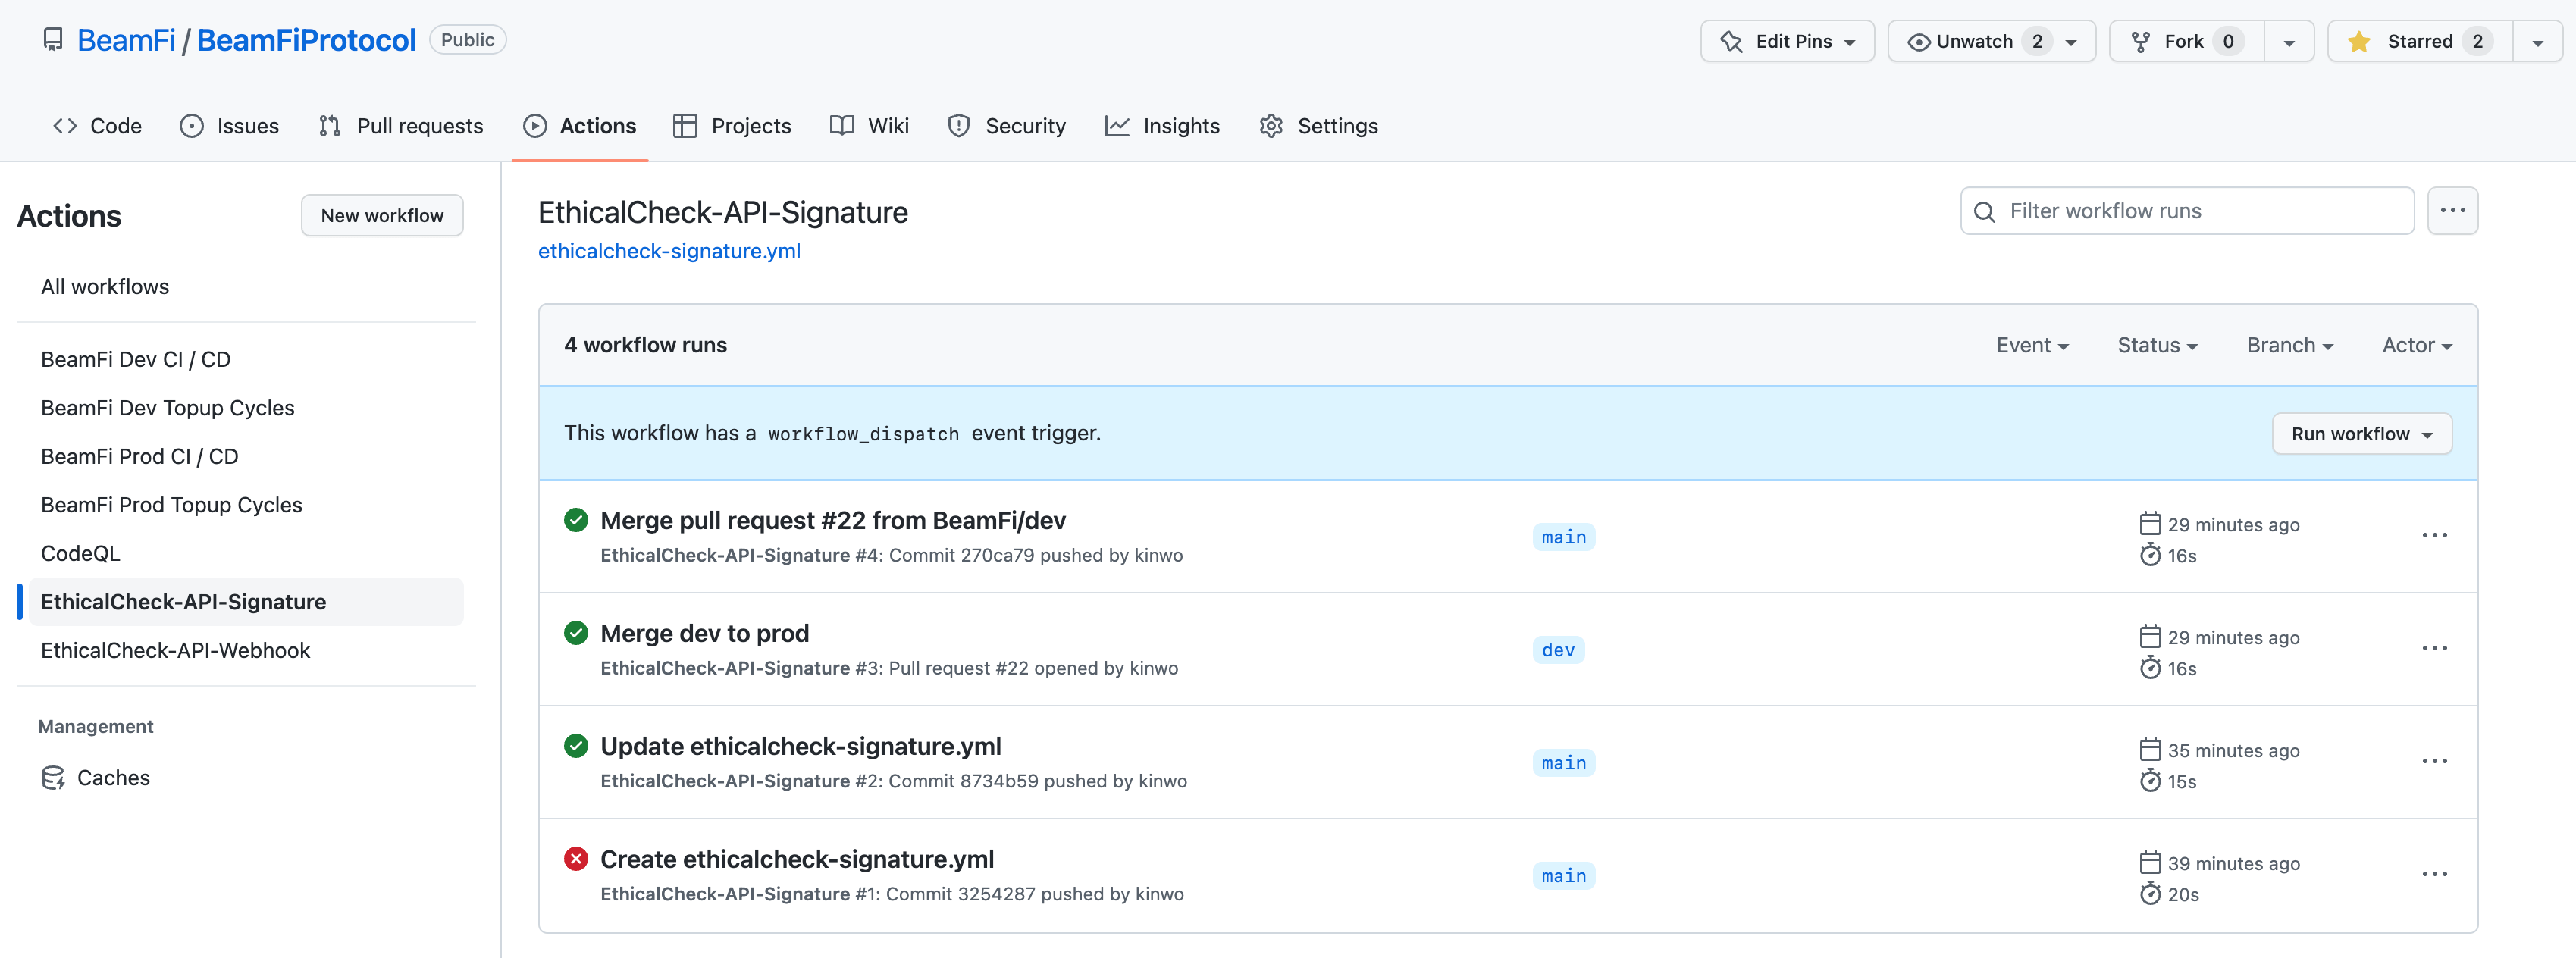 BeamFi / BeamFiProtocol Public
Edit Pins Unwatch 2 Fork 0 Starred 2
Code Issues Pull requests Actions Projects Wiki Security Insights Settings
Actions
New workflow
All workflows
BeamFi Dev CI / CD
BeamFi Dev Topup Cycles
BeamFi Prod CI / CD
BeamFi Prod Topup Cycles
CodeQL
EthicalCheck-API-Signature
EthicalCheck-API-Webhook
Management
Caches
EthicalCheck-API-Signature
ethicalcheck-signature.yml
Filter workflow runs
4 workflow runs
Event Status Branch Actor
This workflow has a workflow_dispatch event trigger.
Run workflow
Merge pull request #22 from BeamFi/dev
EthicalCheck-API-Signature #4: Commit 270ca79 pushed by kinwo
main
29 minutes ago
16s
Merge dev to prod
EthicalCheck-API-Signature #3: Pull request #22 opened by kinwo
dev
29 minutes ago
16s
Update ethicalcheck-signature.yml
EthicalCheck-API-Signature #2: Commit 8734b59 pushed by kinwo
main
35 minutes ago
15s
Create ethicalcheck-signature.yml
EthicalCheck-API-Signature #1: Commit 3254287 pushed by kinwo
main
39 minutes ago
20s